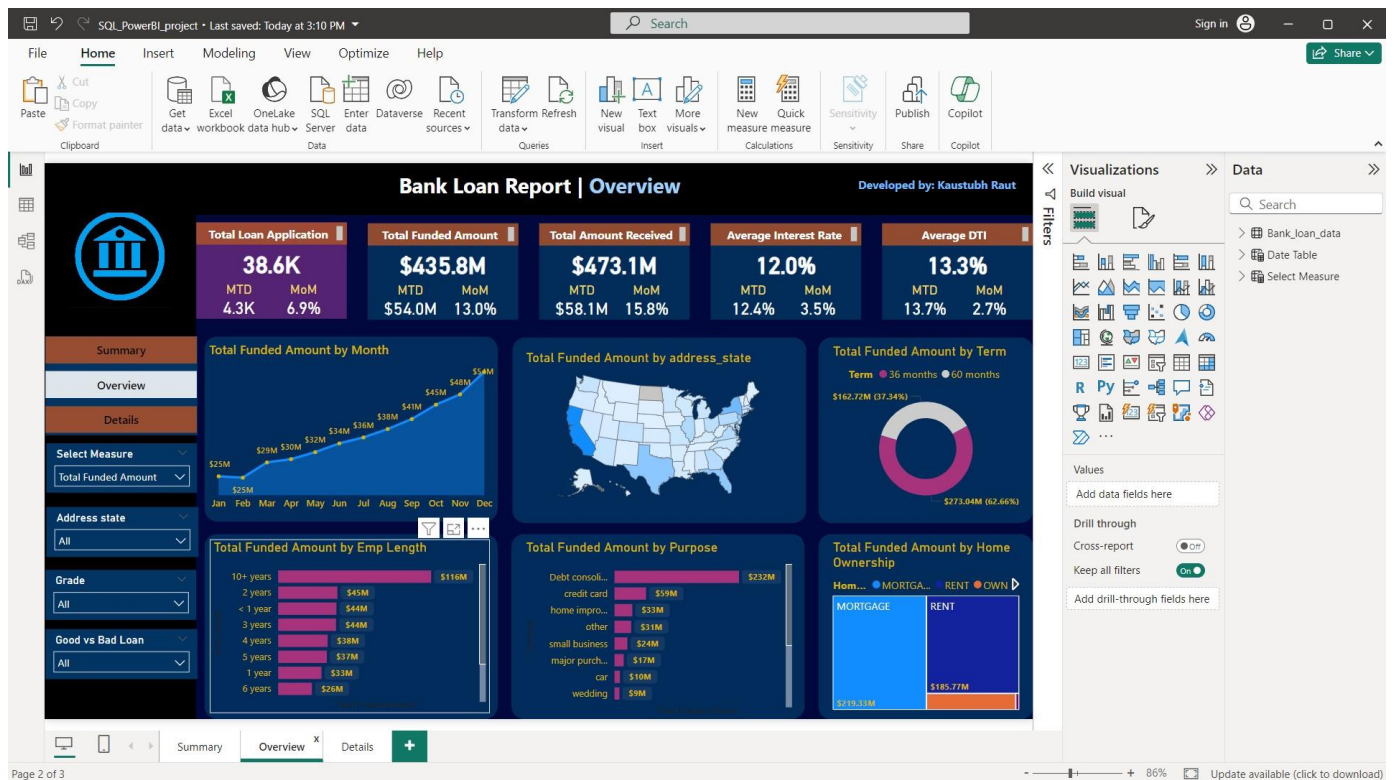 SQL_PowerBI_project • Last saved: Today at 3:10 PM
Search
Sign in
File Home Insert Modeling View Optimize Help
Share
Paste
Cut
Copy
Format painter
Clipboard
Get data
Excel workbook
OneLake data hub
SQL Server
Enter data
Dataverse
Recent sources
Data
Transform data
Refresh
Queries
New visual
Text box
More visuals
Insert
New measure
Quick measure
Calculations
Sensitivity
Sensitivity
Publish
Share
Copilot
Copilot
Bank Loan Report | Overview
Developed by: Kaustubh Raut
Total Loan Application
38.6K
MTD MoM
4.3K 6.9%
Total Funded Amount
$435.8M
MTD MoM
$54.0M 13.0%
Total Amount Received
$473.1M
MTD MoM
$58.1M 15.8%
Average Interest Rate
12.0%
MTD MoM
12.4% 3.5%
Average DTI
13.3%
MTD MoM
13.7% 2.7%
Summary
Overview
Details
Select Measure
Total Funded Amount
Address state
All
Grade
All
Good vs Bad Loan
All
Total Funded Amount by Month
$25M
$25M
$29M
$30M
$32M
$34M
$36M
$38M
$41M
$45M
$48M
$54M
Jan Feb Mar Apr May Jun Jul Aug Sep Oct Nov Dec
Total Funded Amount by address_state
Total Funded Amount by Term
Term 36 months 60 months
$162.72M (37.34%)
$273.04M (62.66%)
Total Funded Amount by Emp Length
10+ years $116M
2 years $45M
< 1 year $44M
3 years $44M
4 years $38M
5 years $37M
1 year $33M
6 years $26M
Total Funded Amount by Purpose
Debt consoli... $232M
credit card $59M
home impro... $33M
other $31M
small business $24M
major purch... $17M
car $10M
wedding $9M
Total Funded Amount by Home
Ownership
Hom... MORTGA... RENT OWN
MORTGAGE
$219.33M
RENT
$185.77M
Filters
Visualizations
Build visual
123
R Py
Values
Add data fields here
Drill through
Cross-report Off
Keep all filters On
Add drill-through fields here
Data
Search
Bank_loan_data
Date Table
Select Measure
Summary Overview x Details +
Page 2 of 3
- + 86%
Update available (click to download)